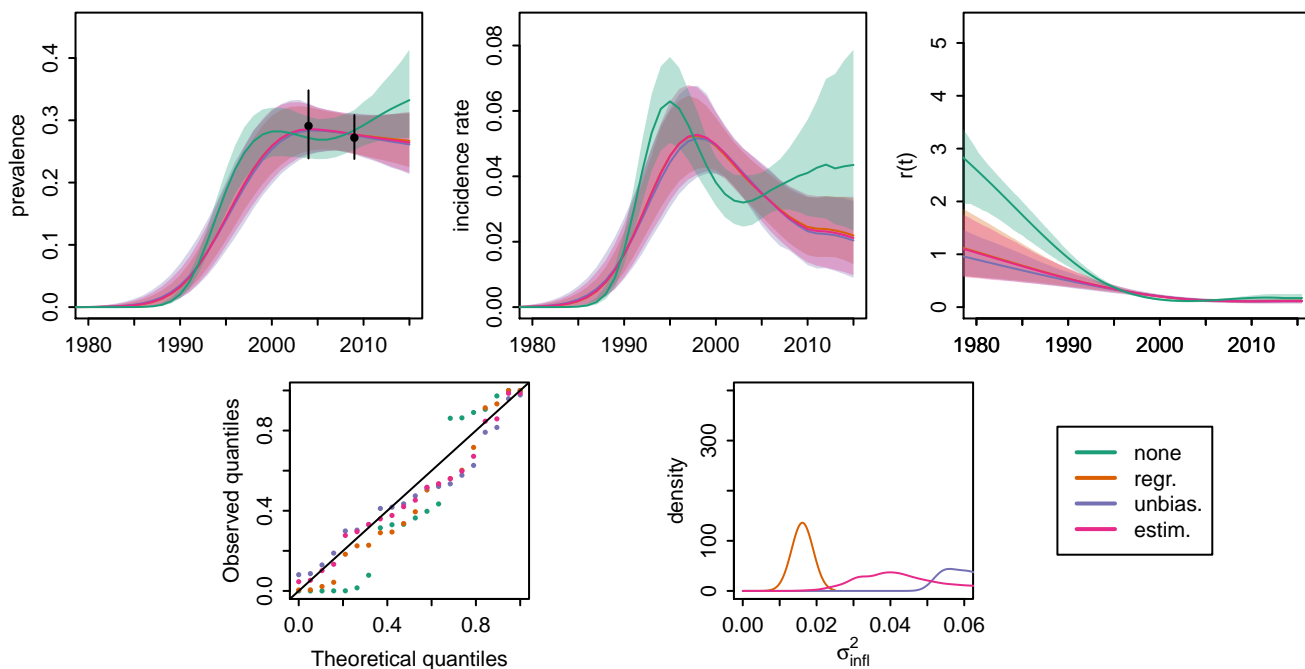 prevalence
0.0 0.1 0.2 0.3 0.4
1980 1990 2000 2010
incidence rate
0.00 0.02 0.04 0.06 0.08
1980 1990 2000 2010
r(t)
0 1 2 3 4 5
1980 1990 2000 2010
Observed quantiles
0.0 0.4 0.8
0.0 0.4 0.8
Theoretical quantiles
density
0 100 300
0.00 0.02 0.04 0.06
σ²infl
none
regr.
unbias.
estim.